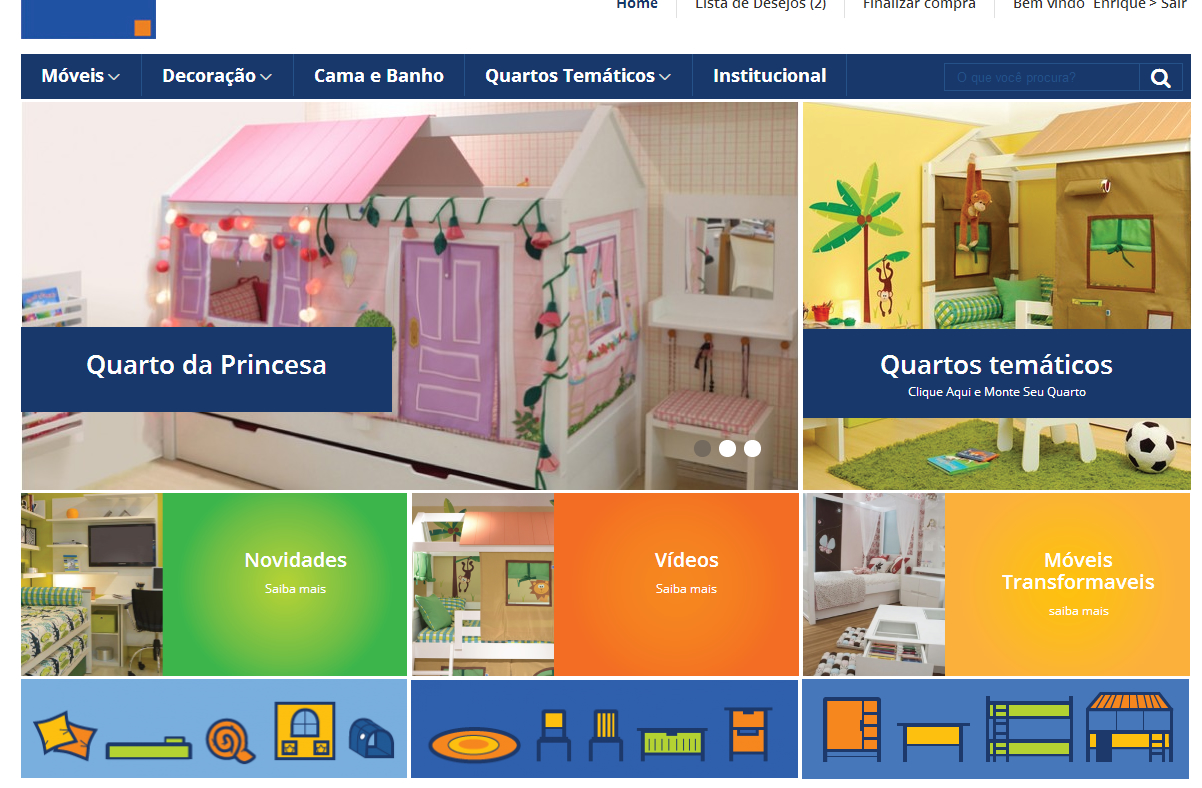 Home
Lista de Desejos (2)
Finalizar compra
Bem vindo Enrique > Sair
Móveis
Decoração
Cama e Banho
Quartos Temáticos
Institucional
O que você procura?
Quarto da Princesa
Quartos temáticos
Clique Aqui e Monte Seu Quarto
Novidades
Saiba mais
Vídeos
Saiba mais
Móveis
Transformaveis
saiba mais